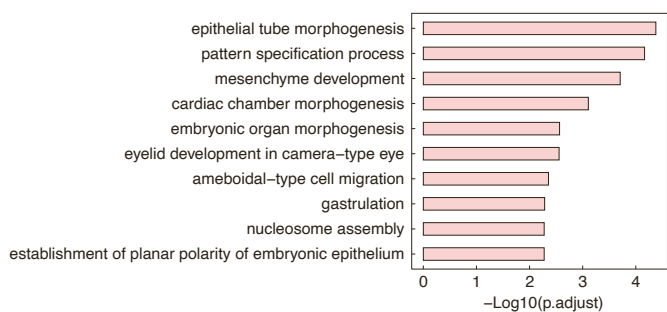 epithelial tube morphogenesis
pattern specification process
mesenchyme development
cardiac chamber morphogenesis
embryonic organ morphogenesis
eyelid development in camera−type eye
ameboidal−type cell migration
gastrulation
nucleosome assembly
establishment of planar polarity of embryonic epithelium
0 1 2 3 4
−Log10(p.adjust)